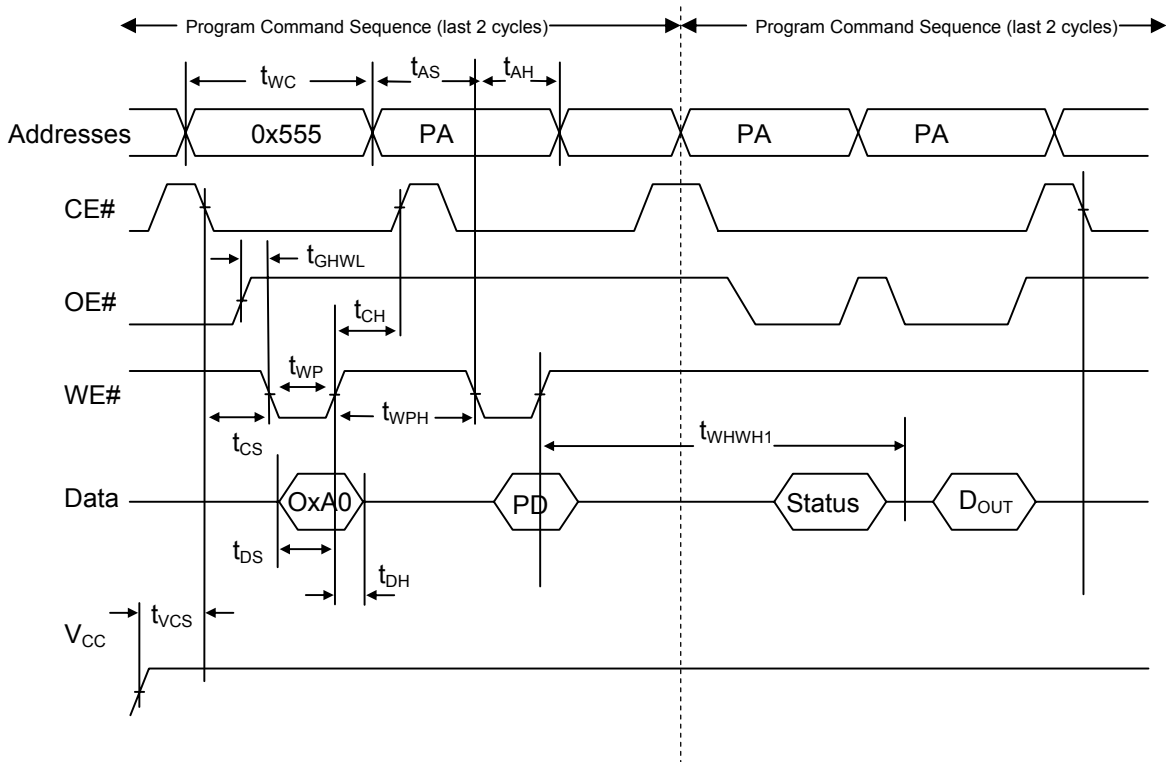 Program Command Sequence (last 2 cycles) Program Command Sequence (last 2 cycles)
tWC tAS tAH
Addresses 0x555 PA PA PA
CE#
tGHWL
OE#
tCH
tWP
WE#
tWPH
tCS tWHWH1
Data OxA0 PD Status DOUT
tDS
tDH
tVCS
VCC